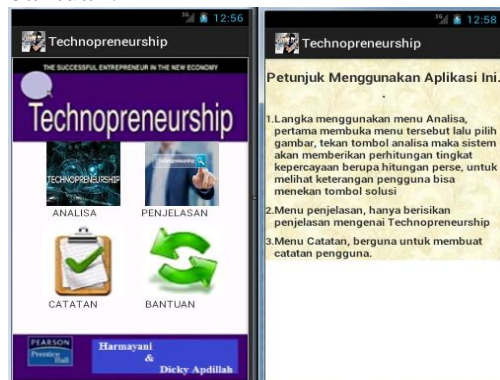 12:56
Technopreneurship
THE SUCCESSFUL ENTREPRENEUR IN THE NEW ECONOMY
Technopreneurship
TECHNOPRENEURSHIP
ANALISA
PENJELASAN
CATATAN
BANTUAN
PEARSON
Prentice
Hall
Harmayani
&
Dicky Apdillah
12:58
Technopreneurship
Petunjuk Menggunakan Aplikasi Ini.
.
1.Langka menggunakan menu Analisa,
pertama membuka menu tersebut lalu pilih
gambar, tekan tombol analisa maka sistem
akan memberikan perhitungan tingkat
kepercayaan berupa hitungan perse, untuk
melihat keterangan pengguna bisa
menekan tombol solusi
2.Menu penjelasan, hanya berisikan
penjelasan mengenai Technopreneurship
3.Menu Catatan, berguna untuk membuat
catatan pengguna.